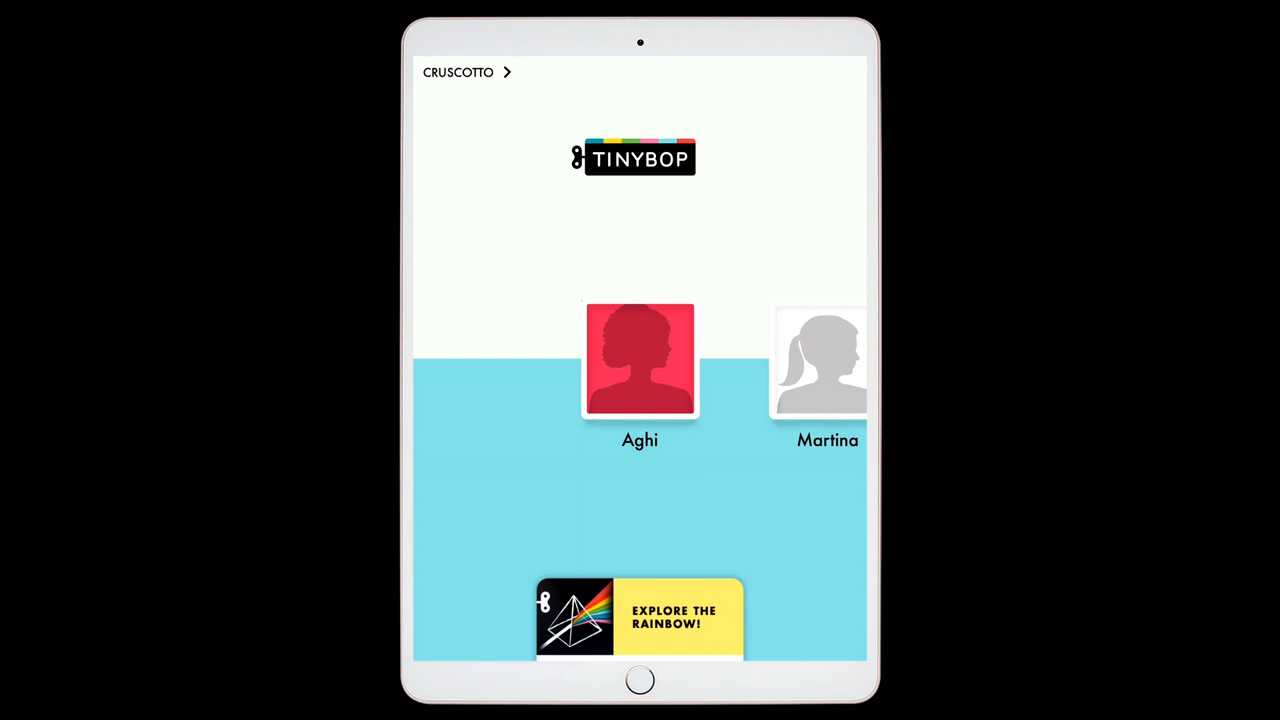 CRUSCOTTO
TINYBOP
Aghi
Martina
EXPLORE THE
RAINBOW!